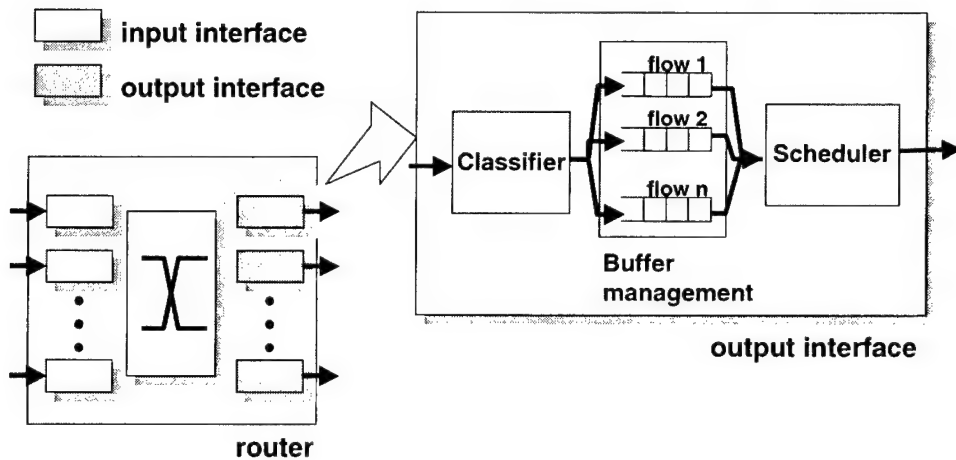 input interface
output interface
flow 1
flow 2
flow n
Classifier
Scheduler
Buffer
management
output interface
router